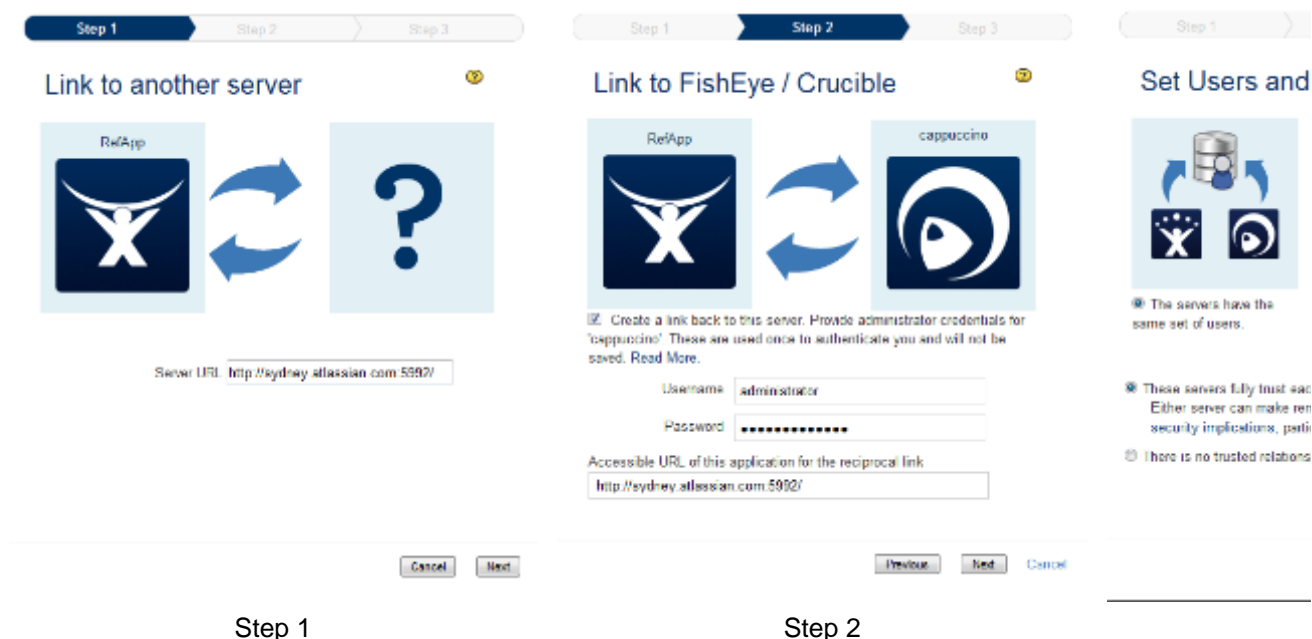 Step 1 Step 2 Step 3
Link to another server
RefApp
?
Server URL http://sydney.atlassian.com:5992/
Cancel Next
Step 1
Step 1 Step 2 Step 3
Link to FishEye / Crucible
RefApp cappuccino
Create a link back to this server. Provide administrator credentials for
'cappuccino'. These are used once to authenticate you and will not be
saved. Read More.
Username administrator
Password •••••••••••••
Accessible URL of this application for the reciprocal link
http://sydney.atlassian.com:5992/
Previous Next Cancel
Step 2
Step 1
Set Users and
The servers have the
same set of users.
These servers fully trust eac
Either server can make rem
security implications, parti
There is no trusted relations